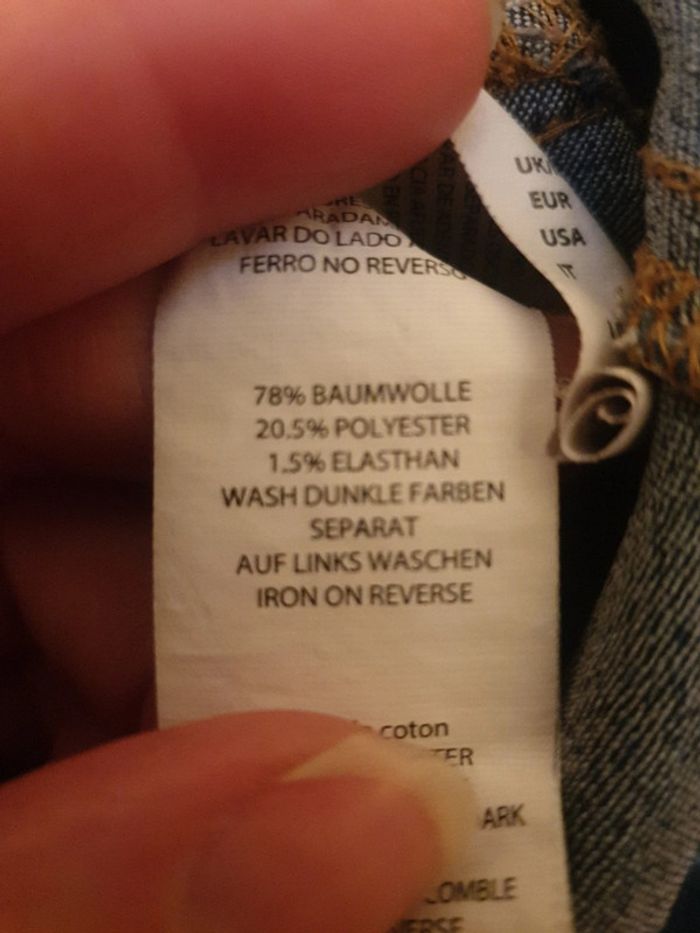 UK/
EUR
USA
IT
LAVAR DO LADO
FERRO NO REVERSO
78% BAUMWOLLE
20.5% POLYESTER
1.5% ELASTHAN
WASH DUNKLE FARBEN
SEPARAT
AUF LINKS WASCHEN
IRON ON REVERSE
coton